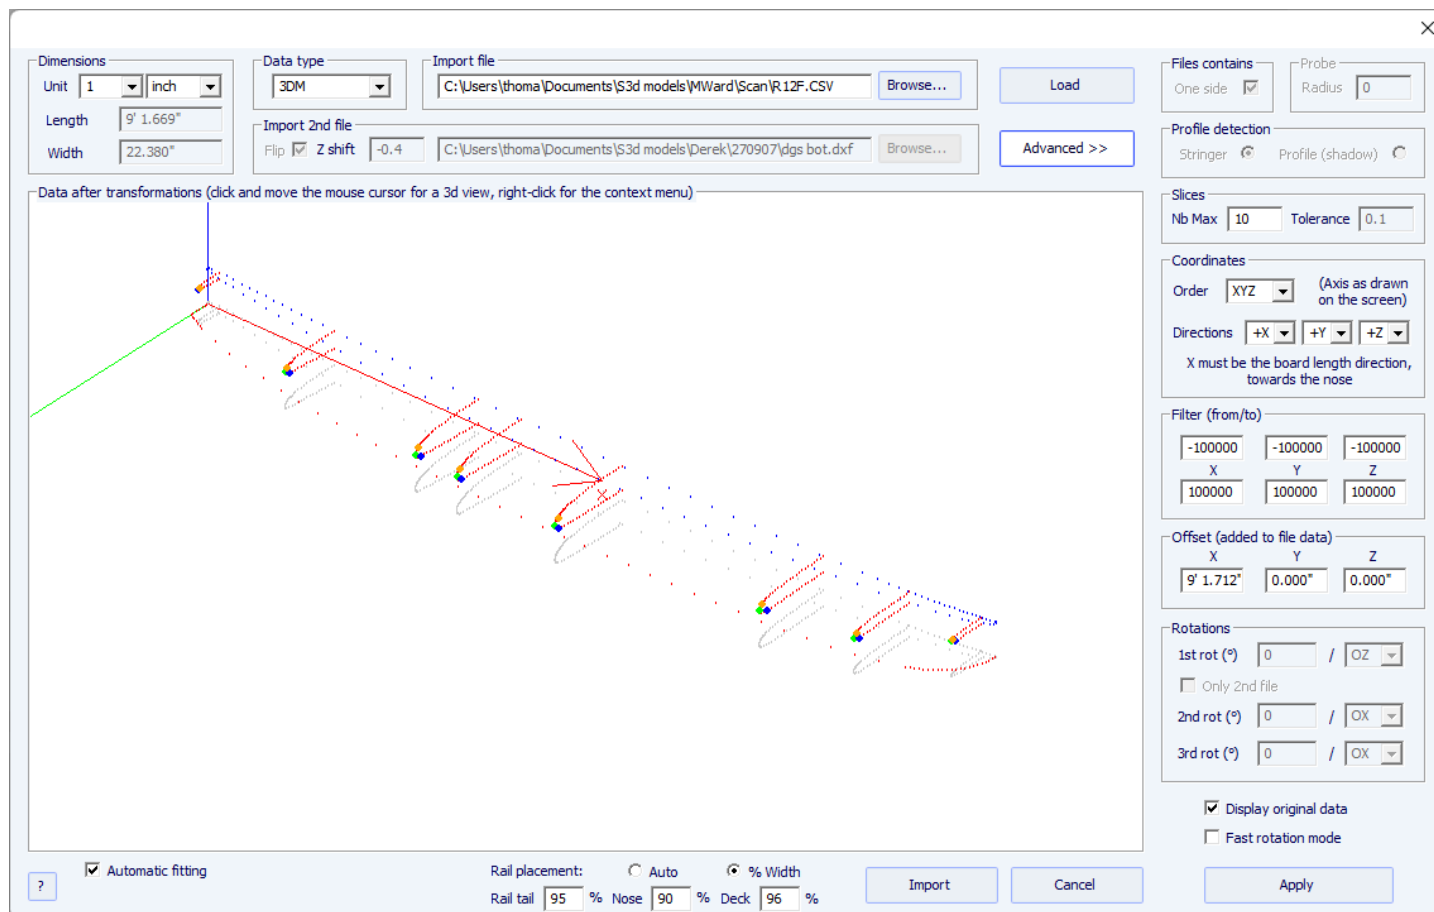 Dimensions
Unit 1 inch
Length 9' 1.669"
Width 22.380"
Data type
3DM
Import file
C:\Users\thoma\Documents\S3d models\MWard\Scan\R12F.CSV Browse...
Import 2nd file
Flip Z shift -0.4 C:\Users\thoma\Documents\S3d models\Derek\270907\dgs bot.dxf Browse...
Load
Advanced >>
Data after transformations (click and move the mouse cursor for a 3d view, right-click for the context menu)
X
Files contains
One side
Probe
Radius 0
Profile detection
Stringer Profile (shadow)
Slices
Nb Max 10 Tolerance 0.1
Coordinates
Order XYZ (Axis as drawn
on the screen)
Directions +X +Y +Z
X must be the board length direction,
towards the nose
Filter (from/to)
-100000 -100000 -100000
X Y Z
100000 100000 100000
Offset (added to file data)
X Y Z
9' 1.712" 0.000" 0.000"
Rotations
1st rot (°) 0 / OZ
Only 2nd file
2nd rot (°) 0 / OX
3rd rot (°) 0 / OX
Display original data
Fast rotation mode
? Automatic fitting
Rail placement: Auto % Width
Rail tail 95 % Nose 90 % Deck 96 %
Import Cancel Apply